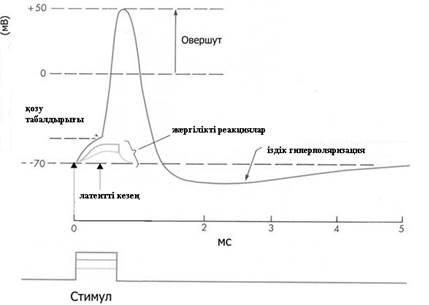 (мВ)
+50
Овершут
0
қозу
табалдырығы
жергілікті реакциялар
іздік гиперполяризация
-70
латентті кезең
0
2
3
4
5
мс
Стимул